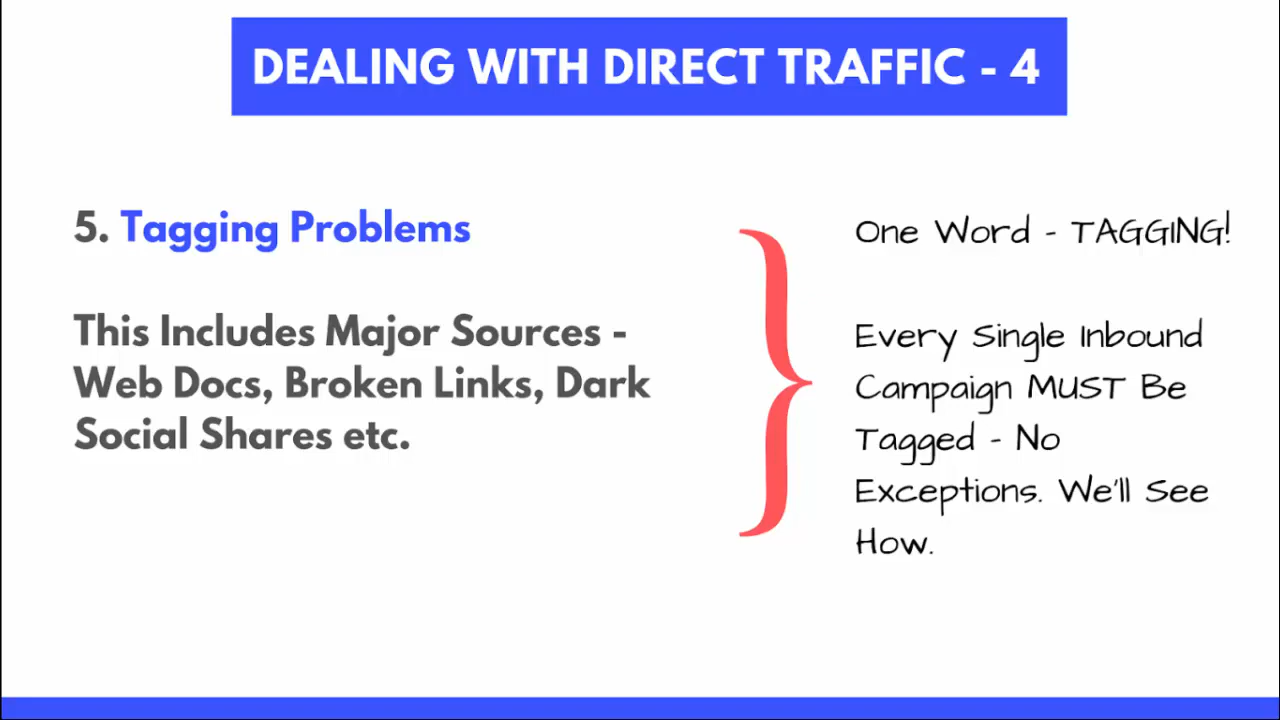 DEALING WITH DIRECT TRAFFIC - 4
5. Tagging Problems
This Includes Major Sources -
Web Docs, Broken Links, Dark
Social Shares etc.
One Word - TAGGING!
Every Single Inbound
Campaign MUST Be
Tagged - No
Exceptions. We'll See
How.